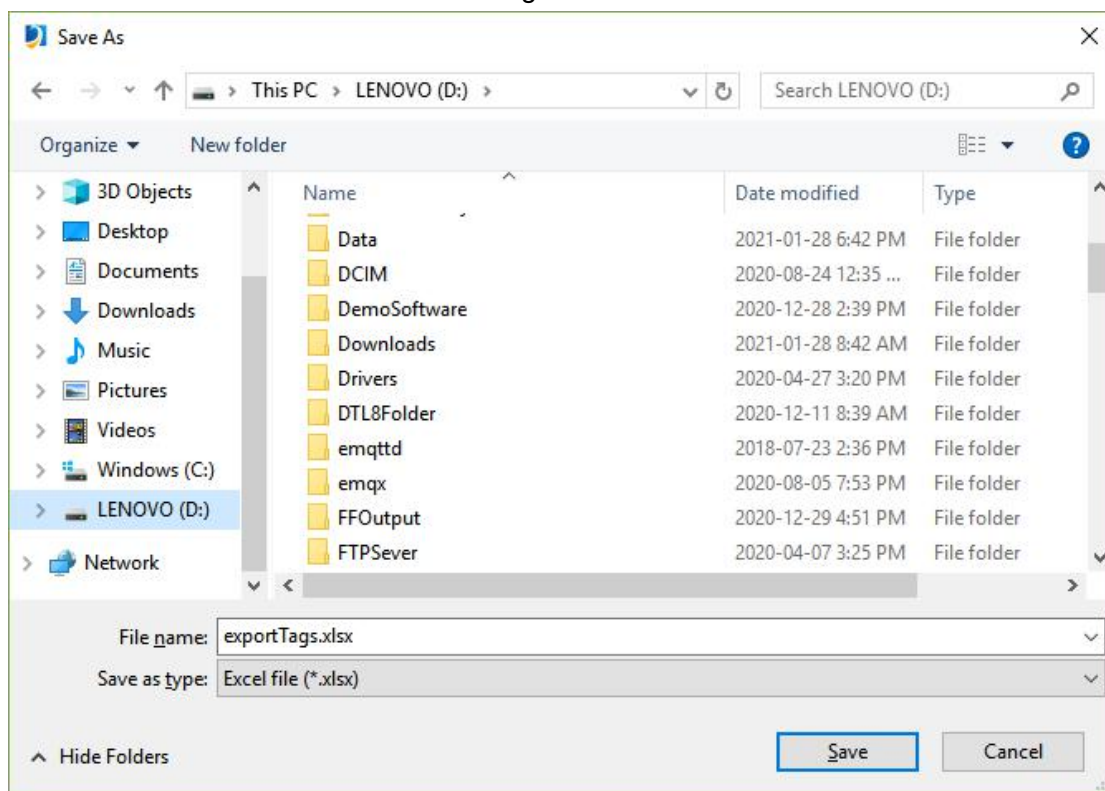 Save As
This PC > LENOVO (D:) >
Search LENOVO (D:)
Organize
New folder
3D Objects
Desktop
Documents
Downloads
Music
Pictures
Videos
Windows (C:)
LENOVO (D:)
Network
Name Date modified Type
Data 2021-01-28 6:42 PM File folder
DCIM 2020-08-24 12:35 ... File folder
DemoSoftware 2020-12-28 2:39 PM File folder
Downloads 2021-01-28 8:42 AM File folder
Drivers 2020-04-27 3:20 PM File folder
DTL8Folder 2020-12-11 8:39 AM File folder
emqttd 2018-07-23 2:36 PM File folder
emqx 2020-08-05 7:53 PM File folder
FFOutput 2020-12-29 4:51 PM File folder
FTPSever 2020-04-07 3:25 PM File folder
File name: exportTags.xlsx
Save as type: Excel file (*.xlsx)
Hide Folders
Save
Cancel